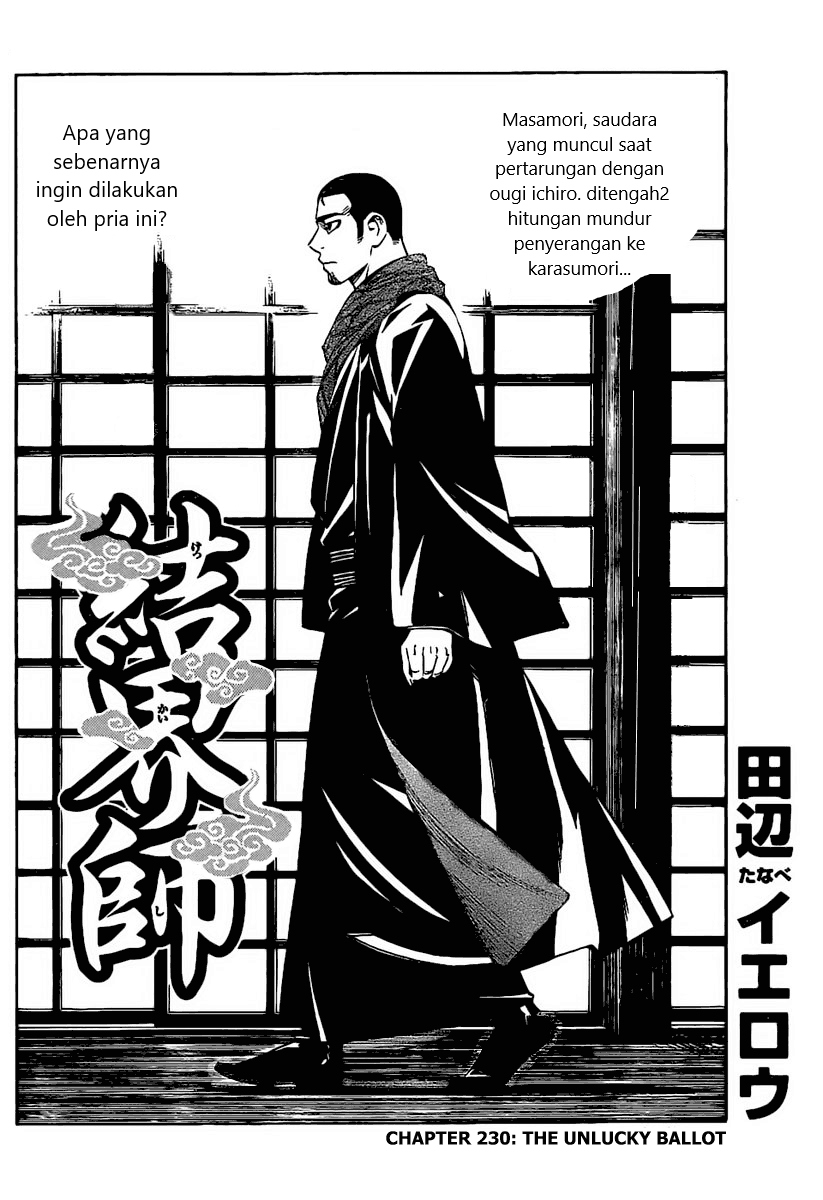 Masamori, saudara
yang muncul saat
pertarungan dengan
ougi ichiro. ditengah2
hitungan mundur
penyerangan ke
karasumori...
Apa yang
sebenarnya
ingin dilakukan
oleh pria ini?
結界師
けっかいし
田辺イエロウ
たなべ
CHAPTER 230: THE UNLUCKY BALLOT